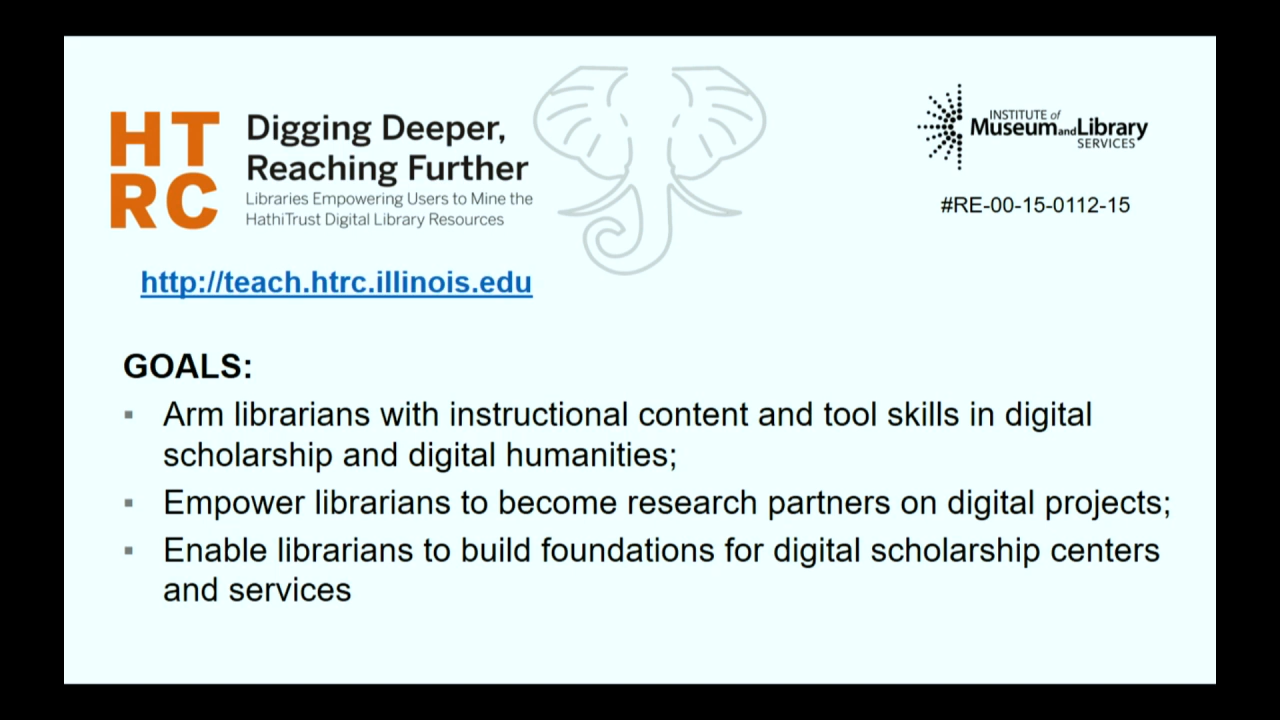 HT
RC
Digging Deeper,
Reaching Further
Libraries Empowering Users to Mine the
HathiTrust Digital Library Resources
INSTITUTE of
Museum and Library
SERVICES
#RE-00-15-0112-15
http://teach.htrc.illinois.edu
GOALS:
▪ Arm librarians with instructional content and tool skills in digital
scholarship and digital humanities;
▪ Empower librarians to become research partners on digital projects;
▪ Enable librarians to build foundations for digital scholarship centers
and services